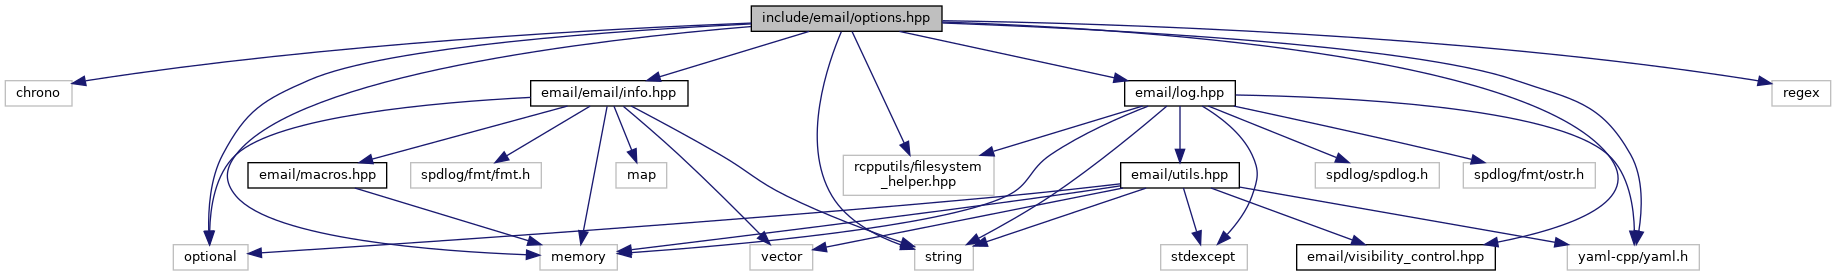 include/email/options.hpp
chrono
email/email/info.hpp
email/log.hpp
regex
email/macros.hpp
spdlog/fmt/fmt.h
map
rcpputils/filesystem
_helper.hpp
email/utils.hpp
spdlog/spdlog.h
spdlog/fmt/ostr.h
optional
memory
vector
string
stdexcept
email/visibility_control.hpp
yaml-cpp/yaml.h